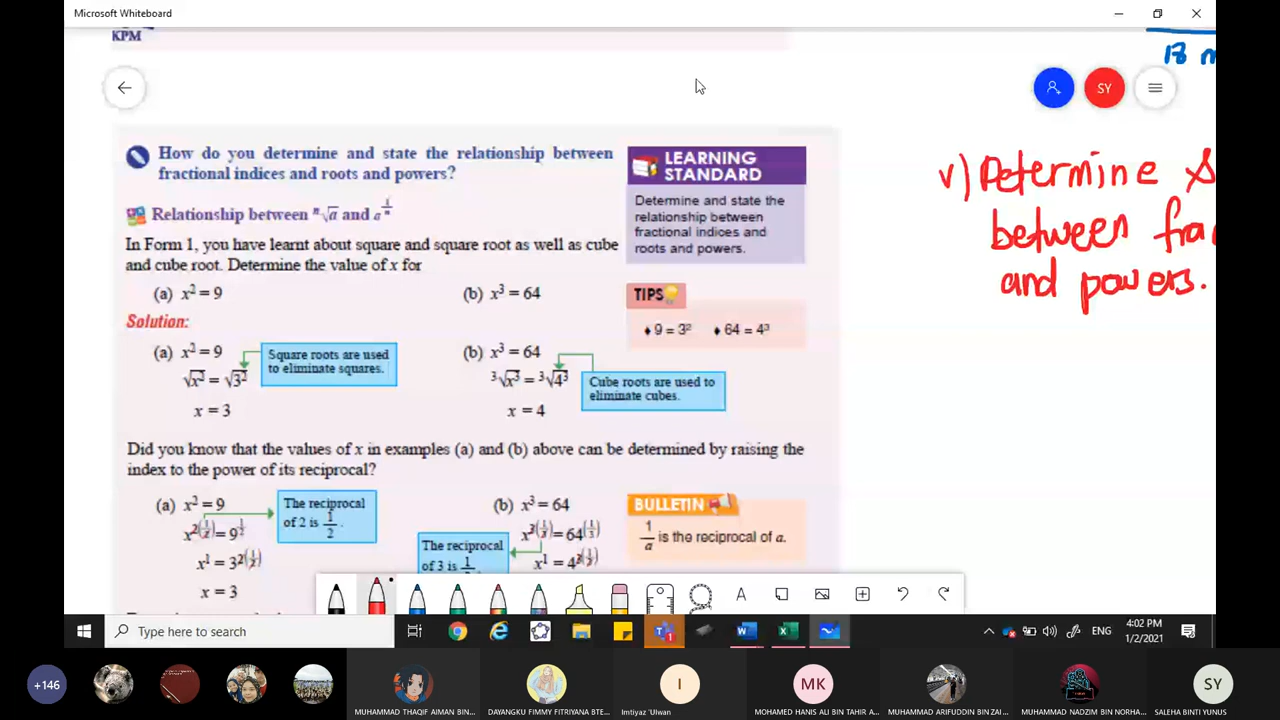 Microsoft Whiteboard
KPM
18 m
SY
How do you determine and state the relationship between
fractional indices and roots and powers?
Relationship between ⁿ√a and a^(1/n)
In Form 1, you have learnt about square and square root as well as cube
and cube root. Determine the value of x for
(a) x² = 9 (b) x³ = 64
Solution:
(a) x² = 9
√x² = √3²
x = 3
Square roots are used
to eliminate squares.
(b) x³ = 64
³√x³ = ³√4³
x = 4
Cube roots are used to
eliminate cubes.
LEARNING
STANDARD
Determine and state the
relationship between
fractional indices and
roots and powers.
TIPS
♦ 9 = 3² ♦ 64 = 4³
Did you know that the values of x in examples (a) and (b) above can be determined by raising the
index to the power of its reciprocal?
(a) x² = 9
x^(2(1/2)) = 9^(1/2)
x¹ = 3^(2(1/2))
x = 3
The reciprocal
of 2 is 1/2.
(b) x³ = 64
x^(3(1/3)) = 64^(1/3)
x¹ = 4^(3(1/3))
The reciprocal
of 3 is 1
BULLETIN
1/a is the reciprocal of a.
v) Determine
between fra
and powers.
A
Type here to search
ENG
4:02 PM
1/2/2021
+146
MUHAMMAD THAQIF AIMAN BIN...
DAYANGKU FIMMY FITRIYANA BTE...
I
Imtiyaz 'Ulwan
MK
MOHAMED HANIS ALI BIN TAHIR A...
MUHAMMAD ARIFUDDIN BIN ZAI...
MUHAMMAD NADZIM BIN NORHA...
SY
SALEHA BINTI YUNUS